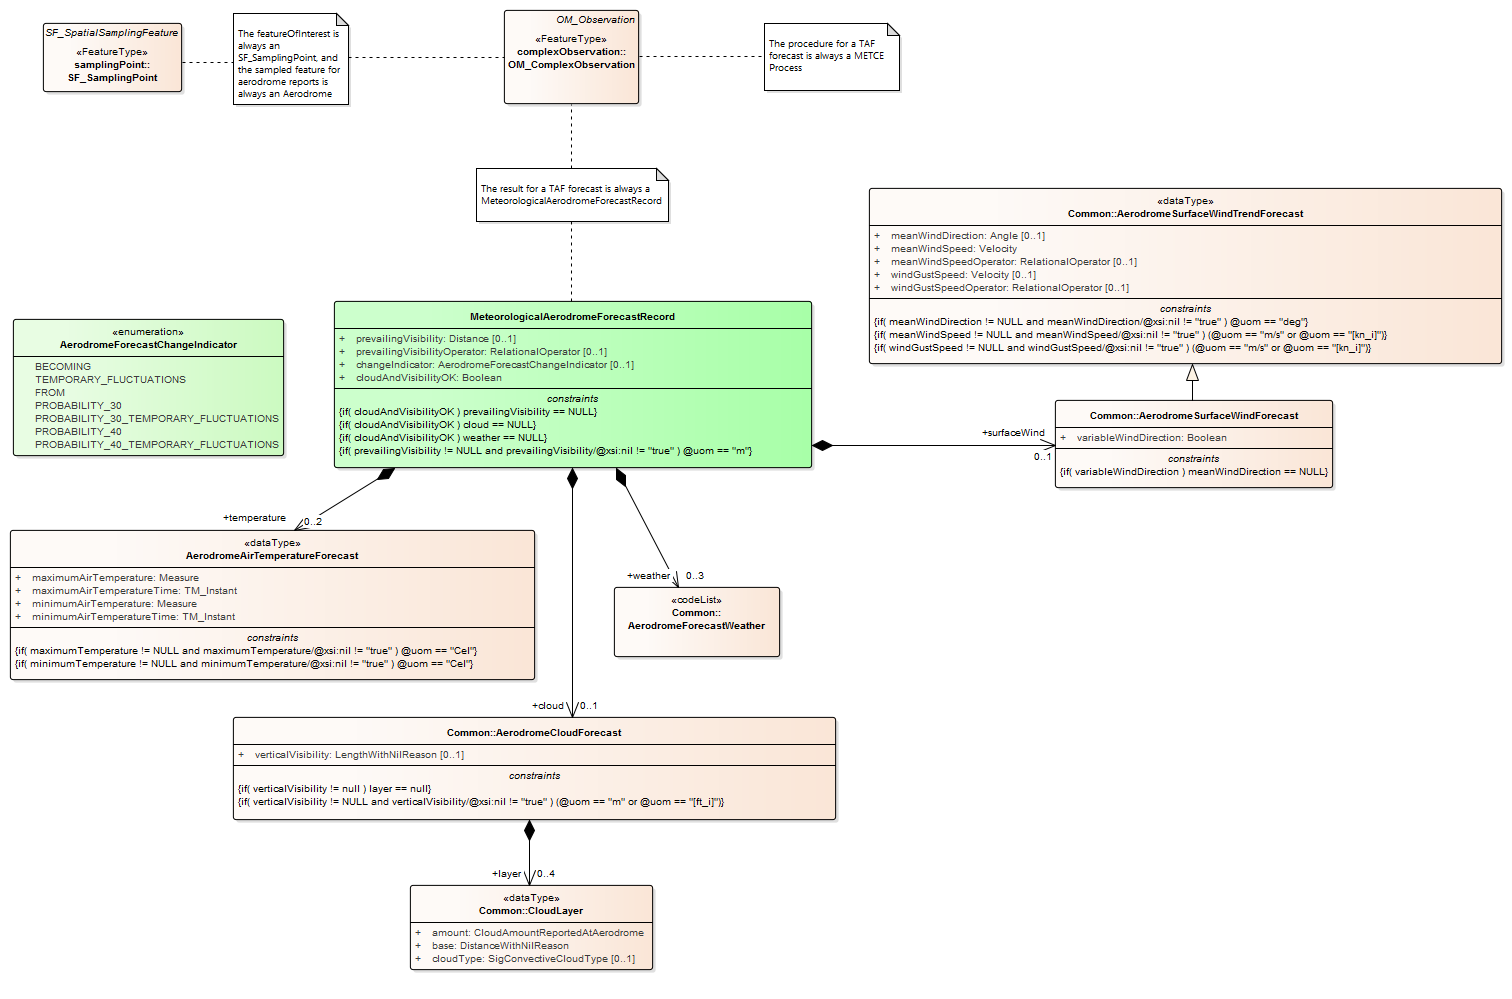 SF_SpatialSamplingFeature
«FeatureType»
samplingPoint::
SF_SamplingPoint
The featureOfInterest is
always an
SF_SamplingPoint, and
the sampled feature for
aerodrome reports is
always an Aerodrome
OM_Observation
«FeatureType»
complexObservation::
OM_ComplexObservation
The procedure for a TAF
forecast is always a METCE
Process
The result for a TAF forecast is always a
MeteorologicalAerodromeForecastRecord
«dataType»
Common::AerodromeSurfaceWindTrendForecast
+ meanWindDirection: Angle [0..1]
+ meanWindSpeed: Velocity
+ meanWindSpeedOperator: RelationalOperator [0..1]
+ windGustSpeed: Velocity [0..1]
+ windGustSpeedOperator: RelationalOperator [0..1]
constraints
{if( meanWindDirection != NULL and meanWindDirection/@xsi:nil != "true" ) @uom == "deg"}
{if( meanWindSpeed != NULL and meanWindSpeed/@xsi:nil != "true" ) (@uom == "m/s" or @uom == "[kn_i]")}
{if( windGustSpeed != NULL and windGustSpeed/@xsi:nil != "true" ) (@uom == "m/s" or @uom == "[kn_i]")}
«enumeration»
AerodromeForecastChangeIndicator
BECOMING
TEMPORARY_FLUCTUATIONS
FROM
PROBABILITY_30
PROBABILITY_30_TEMPORARY_FLUCTUATIONS
PROBABILITY_40
PROBABILITY_40_TEMPORARY_FLUCTUATIONS
MeteorologicalAerodromeForecastRecord
+ prevailingVisibility: Distance [0..1]
+ prevailingVisibilityOperator: RelationalOperator [0..1]
+ changeIndicator: AerodromeForecastChangeIndicator [0..1]
+ cloudAndVisibilityOK: Boolean
constraints
{if( cloudAndVisibilityOK ) prevailingVisibility == NULL}
{if( cloudAndVisibilityOK ) cloud == NULL}
{if( cloudAndVisibilityOK ) weather == NULL}
{if( prevailingVisibility != NULL and prevailingVisibility/@xsi:nil != "true" ) @uom == "m"}
+surfaceWind
0..1
Common::AerodromeSurfaceWindForecast
+ variableWindDirection: Boolean
constraints
{if( variableWindDirection ) meanWindDirection == NULL}
+temperature
0..2
«dataType»
AerodromeAirTemperatureForecast
+ maximumAirTemperature: Measure
+ maximumAirTemperatureTime: TM_Instant
+ minimumAirTemperature: Measure
+ minimumAirTemperatureTime: TM_Instant
constraints
{if( maximumTemperature != NULL and maximumTemperature/@xsi:nil != "true" ) @uom == "Cel"}
{if( minimumTemperature != NULL and minimumTemperature/@xsi:nil != "true" ) @uom == "Cel"}
+weather
0..3
«codeList»
Common::
AerodromeForecastWeather
+cloud
0..1
Common::AerodromeCloudForecast
+ verticalVisibility: LengthWithNilReason [0..1]
constraints
{if( verticalVisibility != null ) layer == null}
{if( verticalVisibility != NULL and verticalVisibility/@xsi:nil != "true" ) (@uom == "m" or @uom == "[ft_i]")}
+layer
0..4
«dataType»
Common::CloudLayer
+ amount: CloudAmountReportedAtAerodrome
+ base: DistanceWithNilReason
+ cloudType: SigConvectiveCloudType [0..1]